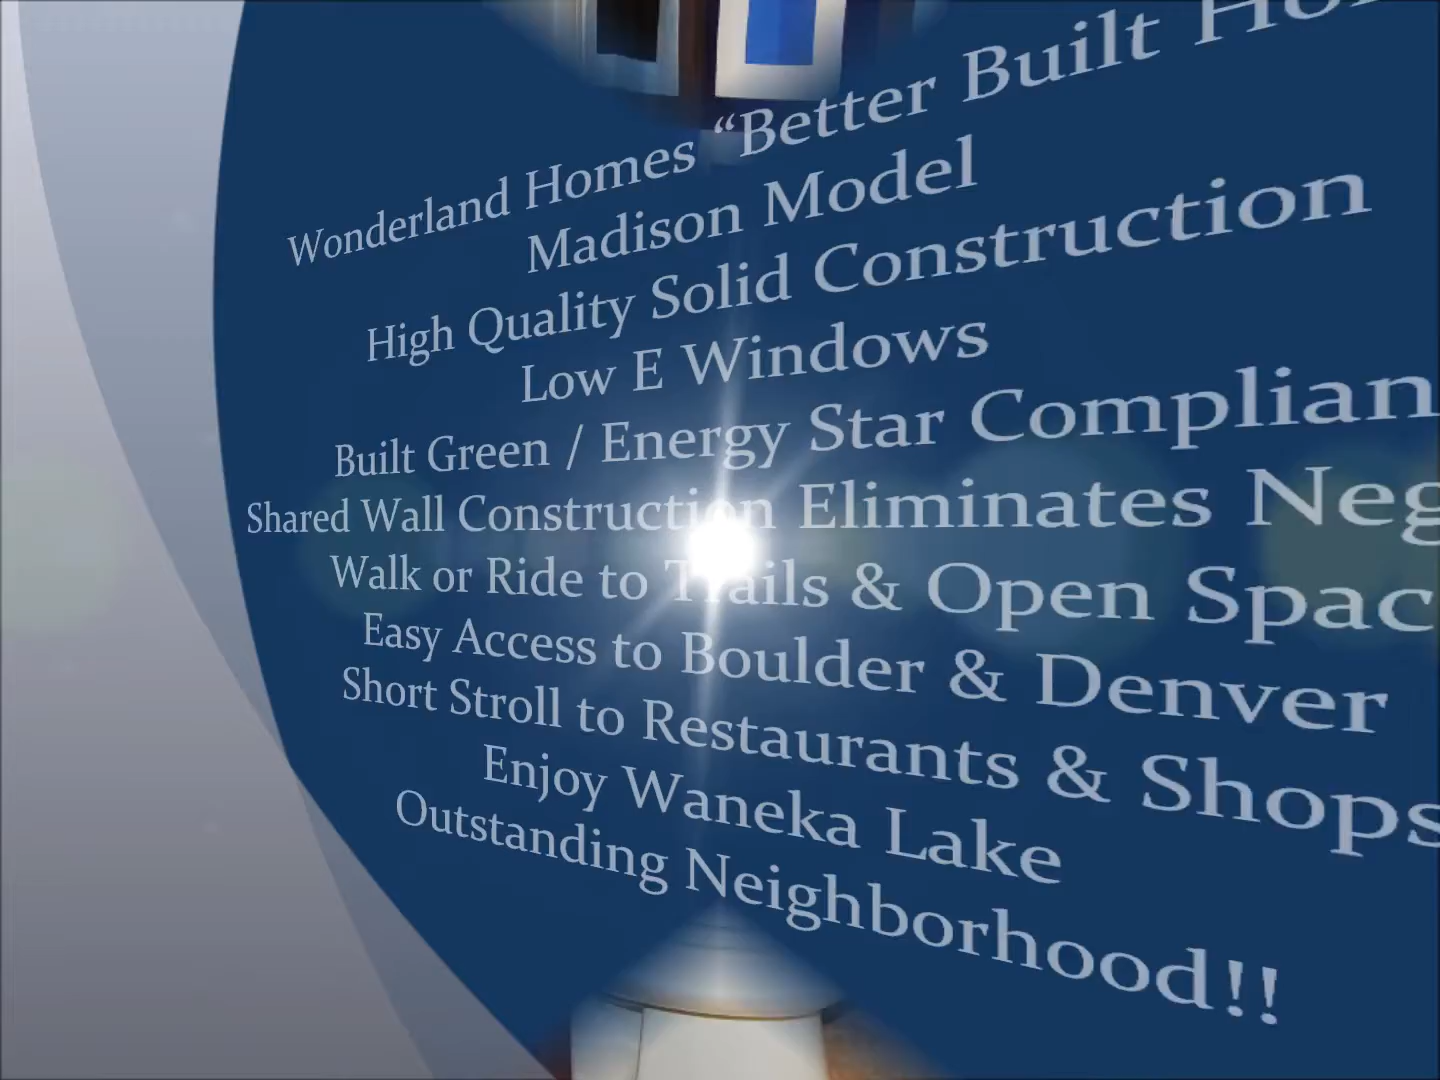 Wonderland Homes “Better Built
Madison Model
High Quality Solid Construction
Low E Windows
Built Green / Energy Star
Shared Wall Construction Eliminates
Walk or Ride to Trails & Open
Easy Access to Boulder & Denver
Short Stroll to Restaurants & Shops
Enjoy Waneka Lake
Outstanding Neighborhood!!